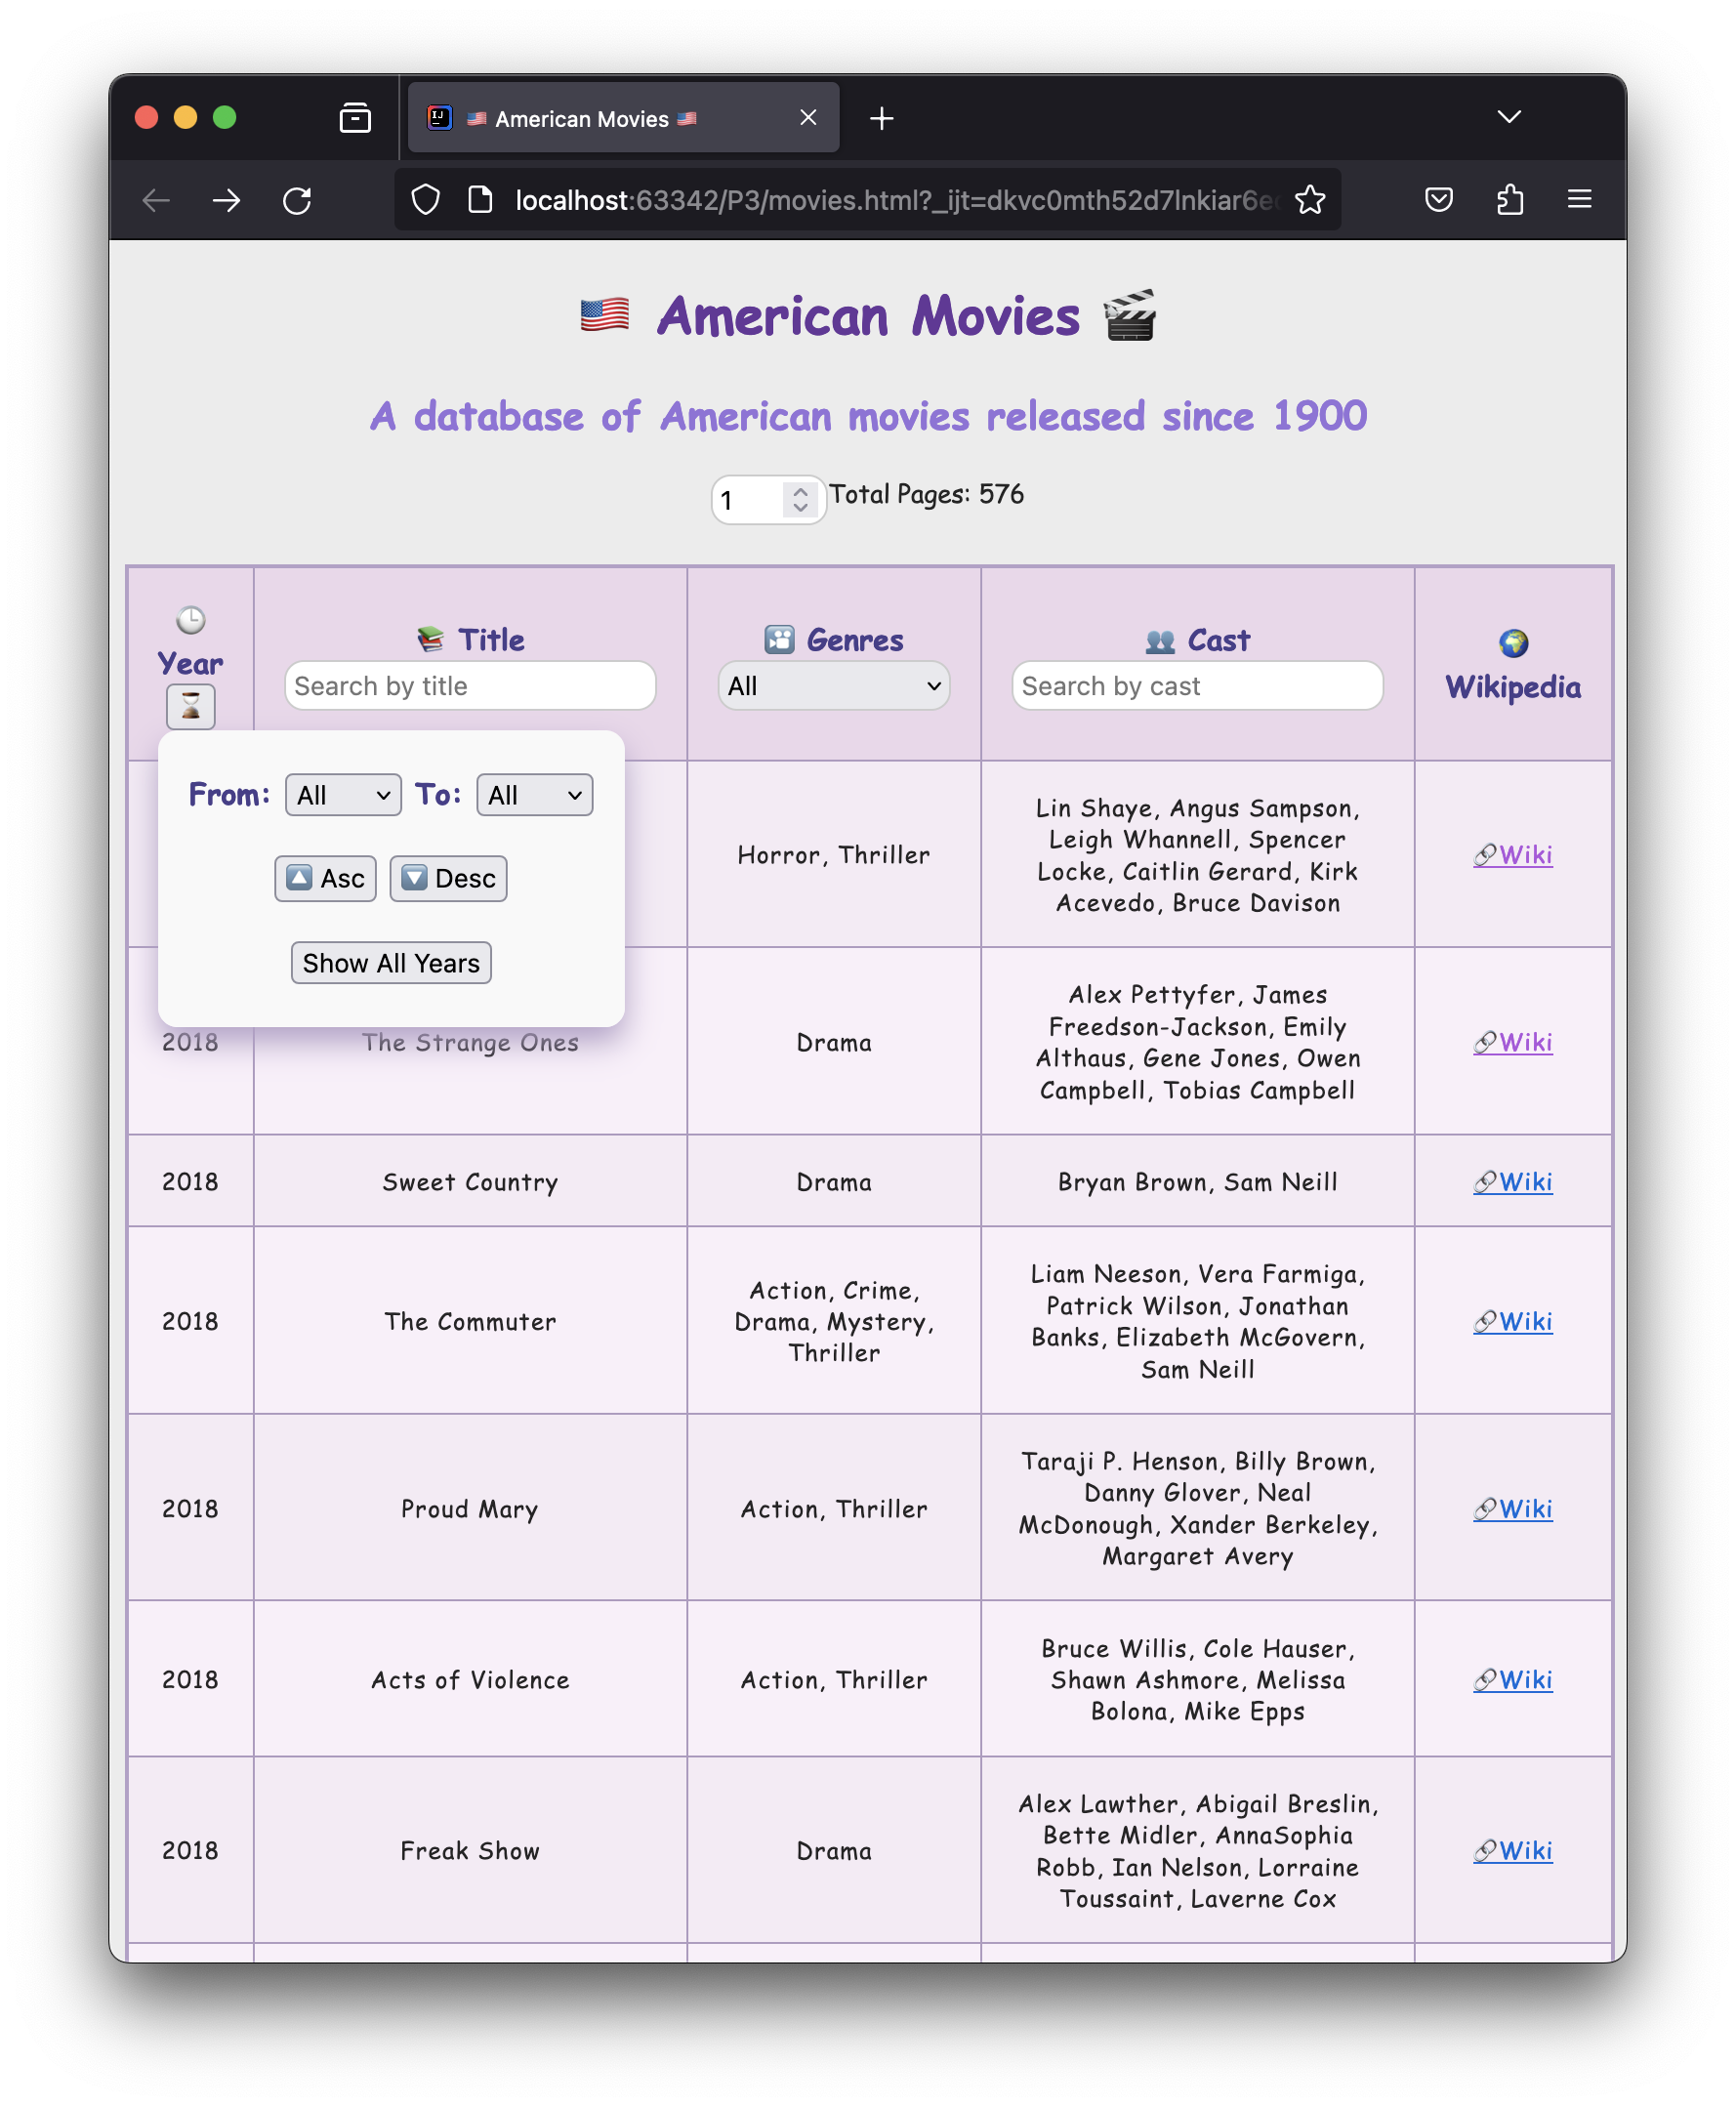 🇺🇸 American Movies 🇺🇸
localhost:63342/P3/movies.html?_ijt=dkvc0mth52d7lnkiar6e
🇺🇸 American Movies 🎬
A database of American movies released since 1900
1 Total Pages: 576
🕒 Year
⌛
📚 Title
Search by title
🎦 Genres
All
👥 Cast
Search by cast
🌍
Wikipedia
From: All To: All
🔼 Asc 🔽 Desc
Show All Years
Horror, Thriller
Lin Shaye, Angus Sampson,
Leigh Whannell, Spencer
Locke, Caitlin Gerard, Kirk
Acevedo, Bruce Davison
🔗Wiki
2018
The Strange Ones
Drama
Alex Pettyfer, James
Freedson-Jackson, Emily
Althaus, Gene Jones, Owen
Campbell, Tobias Campbell
🔗Wiki
2018
Sweet Country
Drama
Bryan Brown, Sam Neill
🔗Wiki
2018
The Commuter
Action, Crime,
Drama, Mystery,
Thriller
Liam Neeson, Vera Farmiga,
Patrick Wilson, Jonathan
Banks, Elizabeth McGovern,
Sam Neill
🔗Wiki
2018
Proud Mary
Action, Thriller
Taraji P. Henson, Billy Brown,
Danny Glover, Neal
McDonough, Xander Berkeley,
Margaret Avery
🔗Wiki
2018
Acts of Violence
Action, Thriller
Bruce Willis, Cole Hauser,
Shawn Ashmore, Melissa
Bolona, Mike Epps
🔗Wiki
2018
Freak Show
Drama
Alex Lawther, Abigail Breslin,
Bette Midler, AnnaSophia
Robb, Ian Nelson, Lorraine
Toussaint, Laverne Cox
🔗Wiki